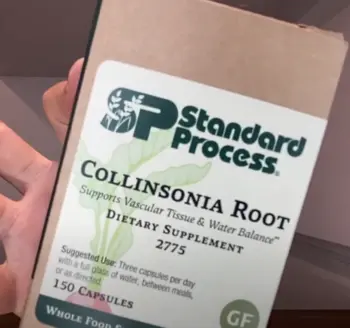 SP Standard
Process®
COLLINSONIA ROOT
Supports Vascular Tissue & Water Balance™
DIETARY SUPPLEMENT
2775
Suggested Use: Three capsules per day
with a full glass of water, between meals,
or as directed.
150 CAPSULES
GF
WHOLE FOOD